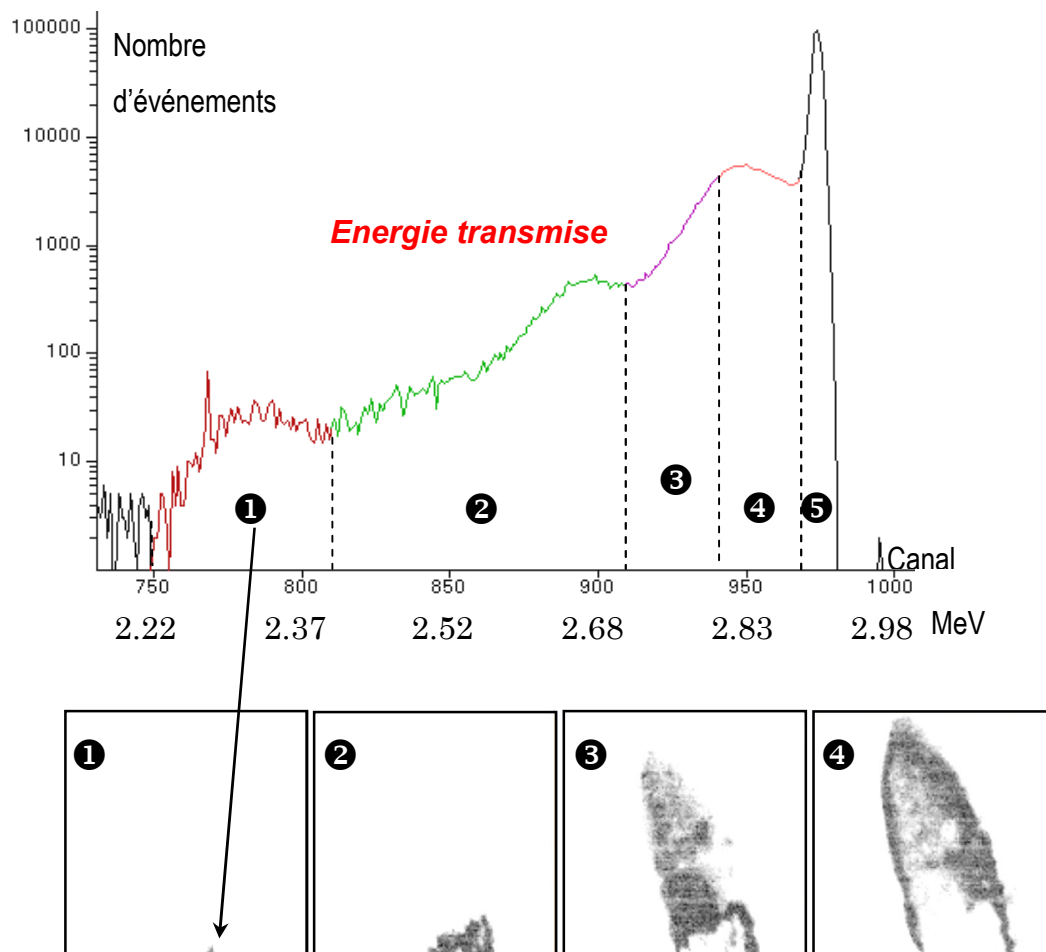 100000
Nombre
d'événements
10000
Energie transmise
1000
100
10
❶ ❷ ❸ ❹ ❺
Canal
750 800 850 900 950 1000
2.22 2.37 2.52 2.68 2.83 2.98 MeV
❶ ❷ ❸ ❹